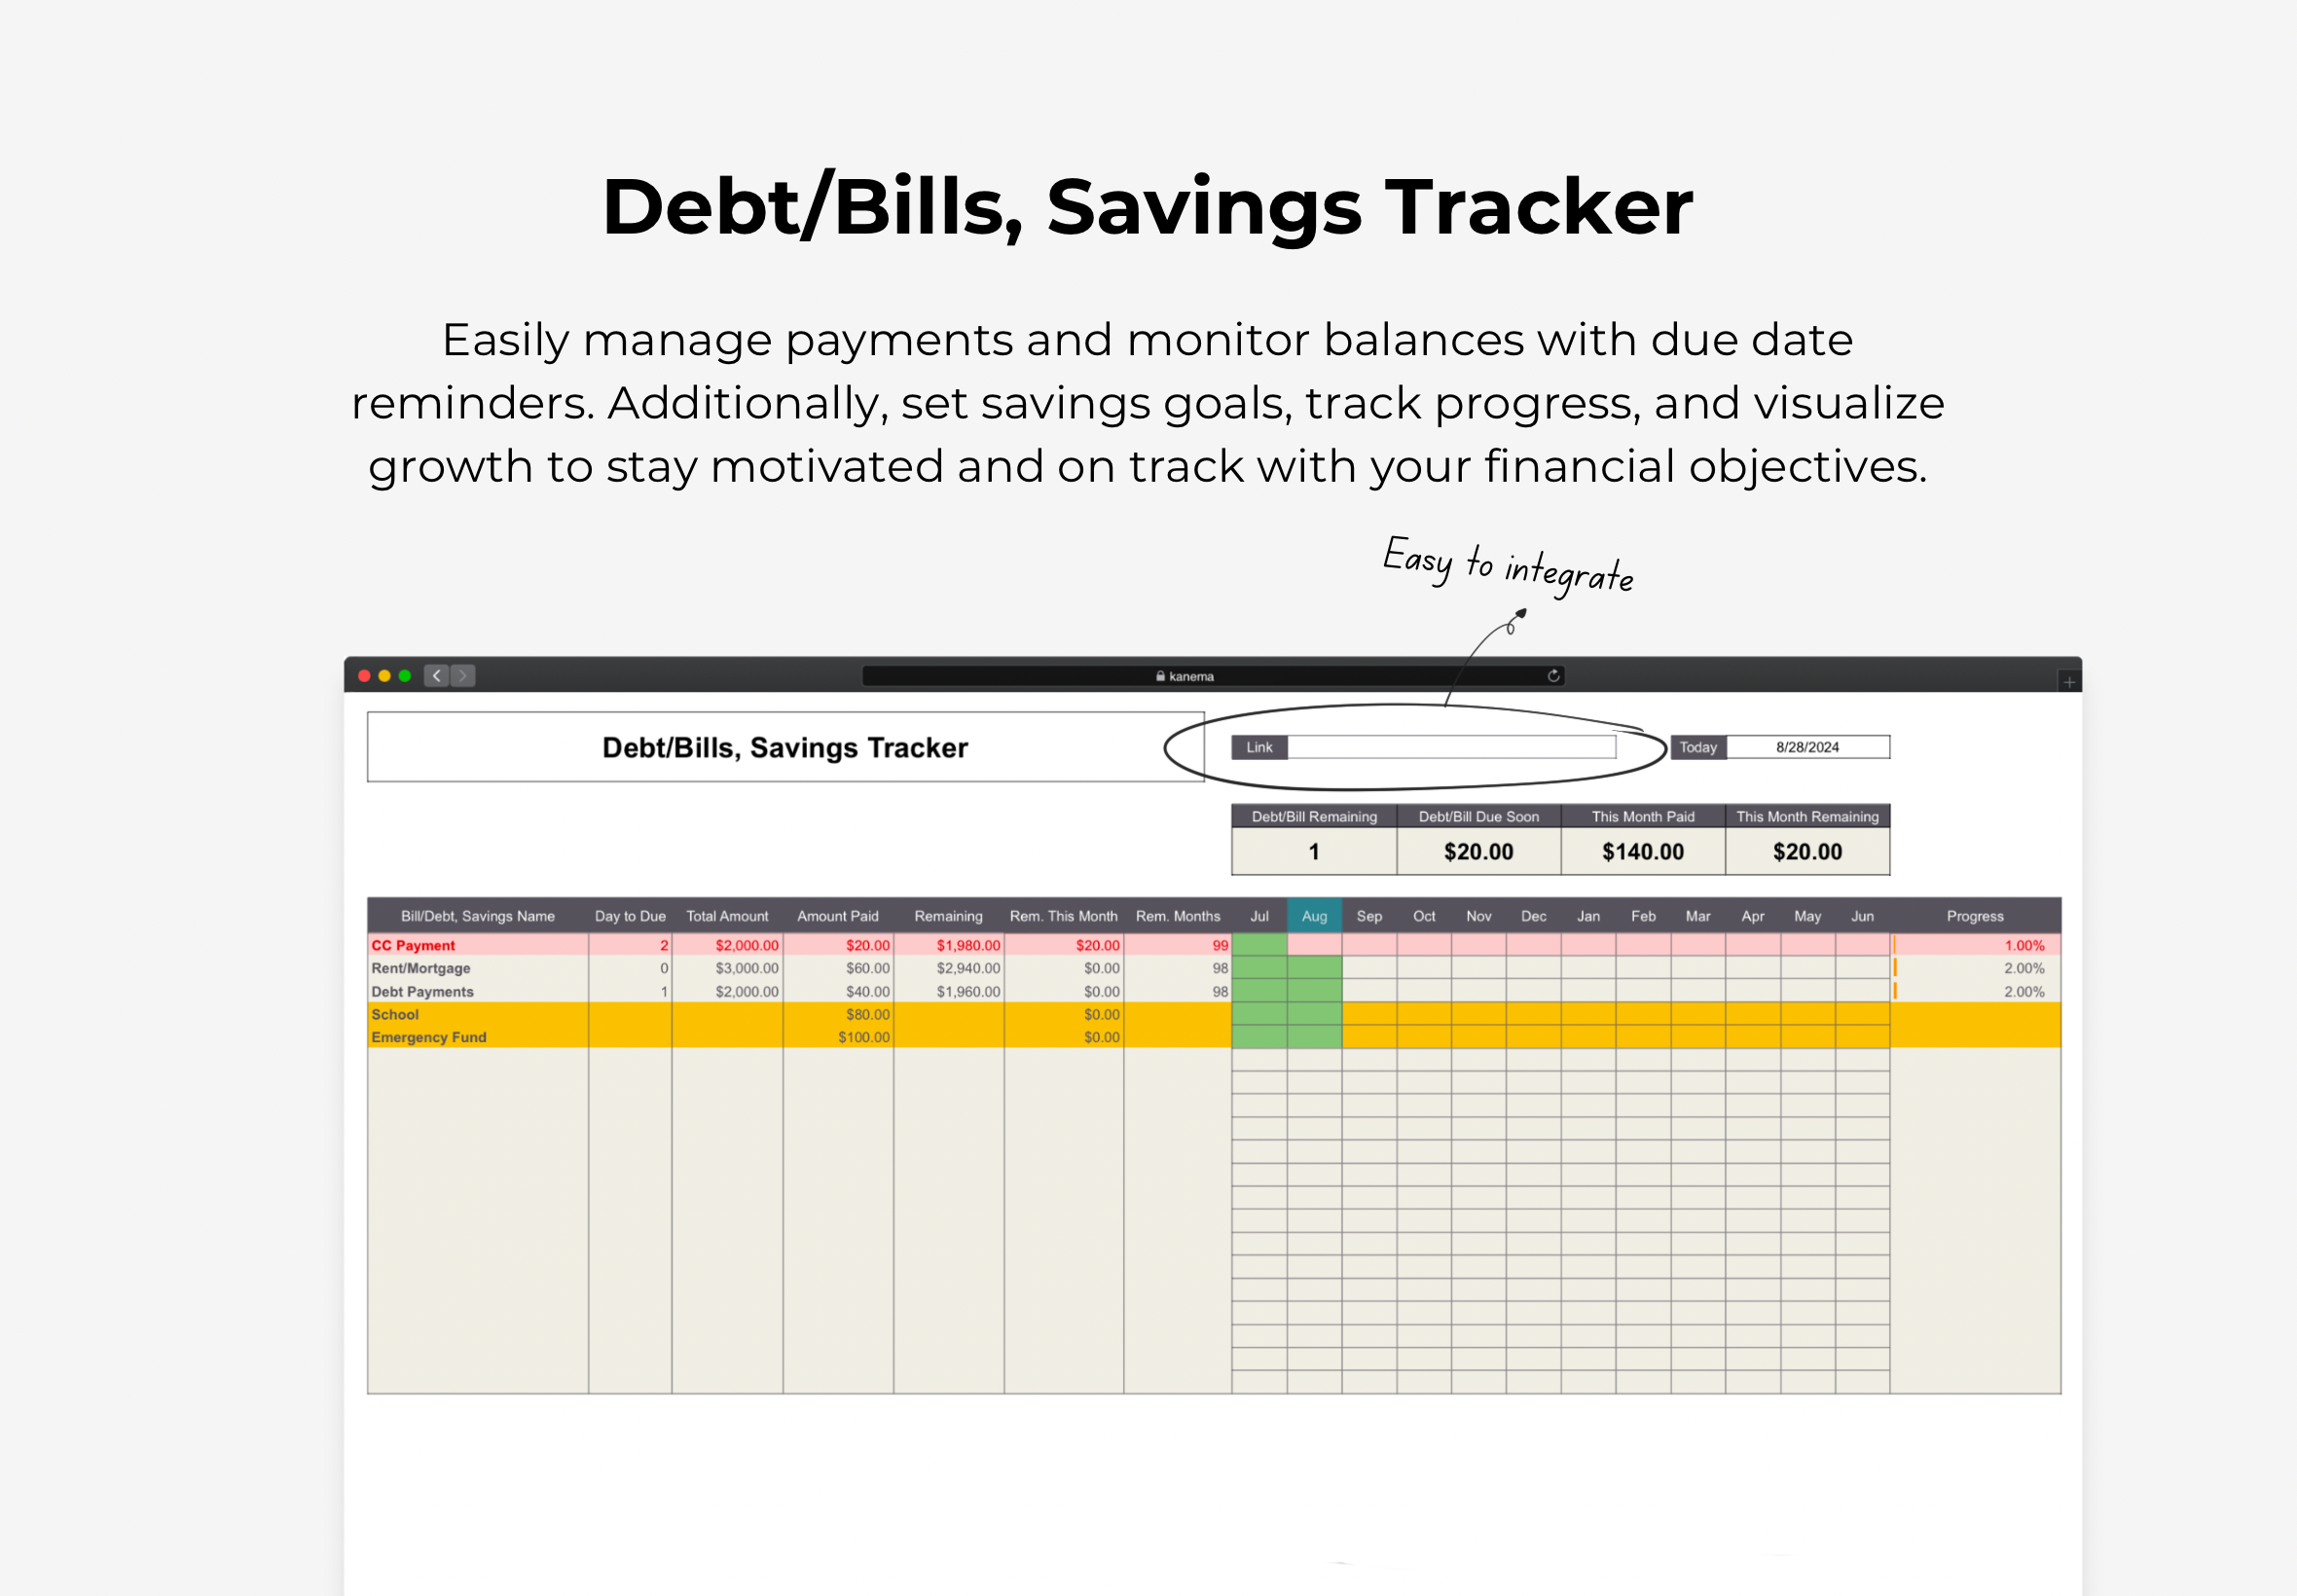 Debt/Bills, Savings Tracker
Easily manage payments and monitor balances with due date
reminders. Additionally, set savings goals, track progress, and visualize
growth to stay motivated and on track with your financial objectives.
Easy to integrate
kanema
Debt/Bills, Savings Tracker
Link
Today 8/28/2024
Debt/Bill Remaining Debt/Bill Due Soon This Month Paid This Month Remaining
1 $20.00 $140.00 $20.00
Bill/Debt, Savings Name Day to Due Total Amount Amount Paid Remaining Rem. This Month Rem. Months Jul Aug Sep Oct Nov Dec Jan Feb Mar Apr May Jun Progress
CC Payment 2 $2,000.00 $20.00 $1,980.00 $20.00 99 1.00%
Rent/Mortgage 0 $3,000.00 $60.00 $2,940.00 $0.00 98 2.00%
Debt Payments 1 $2,000.00 $40.00 $1,960.00 $0.00 98 2.00%
School $80.00 $0.00
Emergency Fund $100.00 $0.00